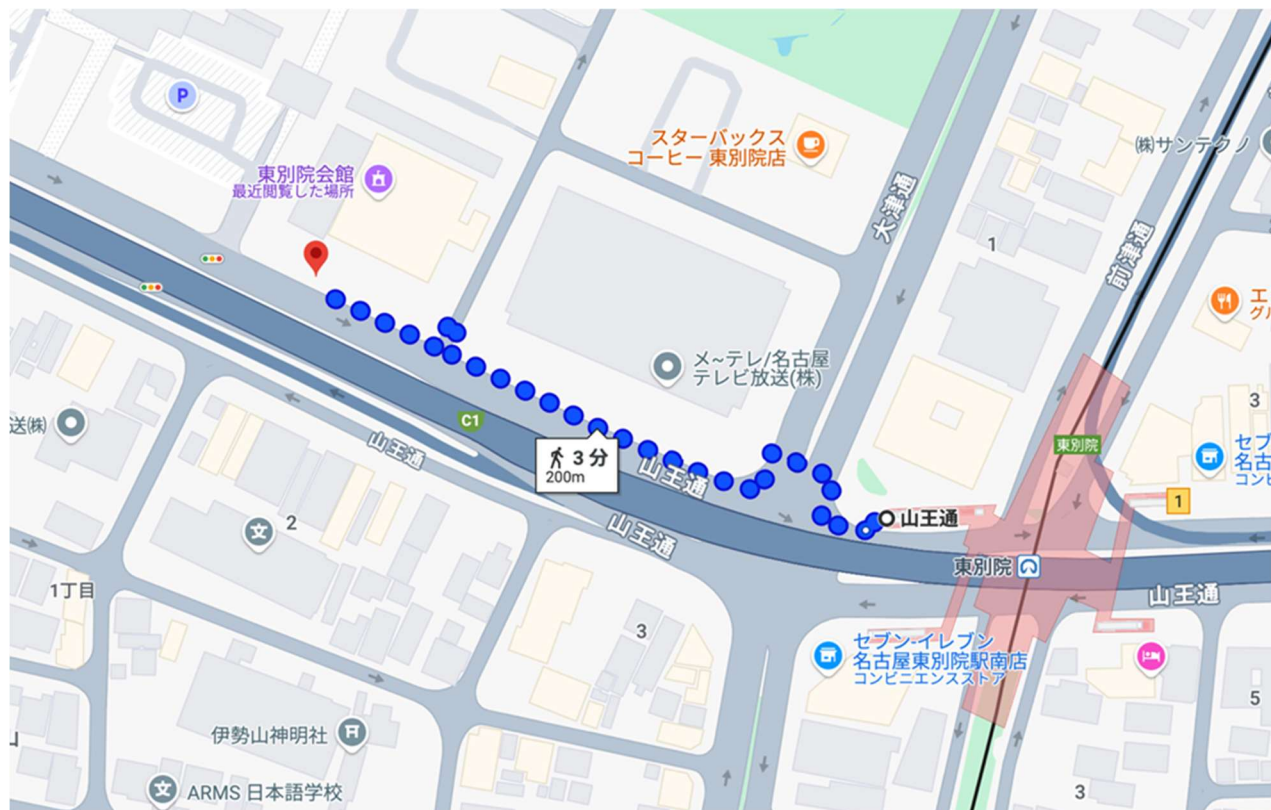 P
スターバックス
コーヒー 東別院店
㈱サンテクノ
東別院会館
最近閲覧した場所
大津通
1
前津通
エ
グル
メ~テレ/名古屋
テレビ放送(株)
C1
送㈱
山王通
3 分
200m
山王通
3
東別院
セブ
名古
コンビ
1
文
2
山王通
山王通
東別院
山王通
1丁目
3
セブン-イレブン
名古屋東別院駅南店
コンビニエンスストア
5
伊勢山神明社
文
ARMS 日本語学校
3